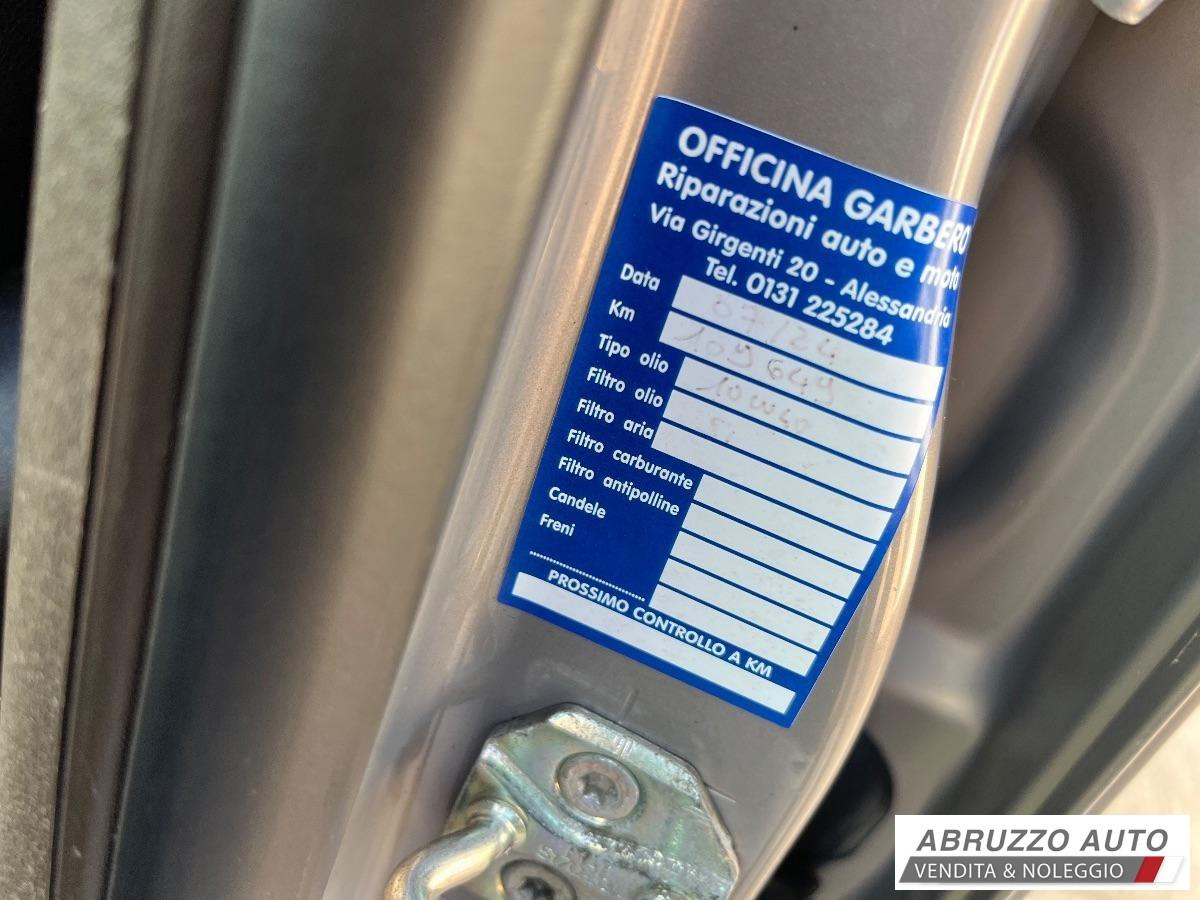 OFFICINA GARBERO
Riparazioni auto e moto
Via Girgenti 20 - Alessandria
Tel. 0131 225284
Data 07/24
Km 109649
Tipo olio 10W40
Filtro olio Si
Filtro aria
Filtro carburante
Filtro antipolline
Candele
Freni
PROSSIMO CONTROLLO A KM
ABRUZZO AUTO
VENDITA & NOLEGGIO